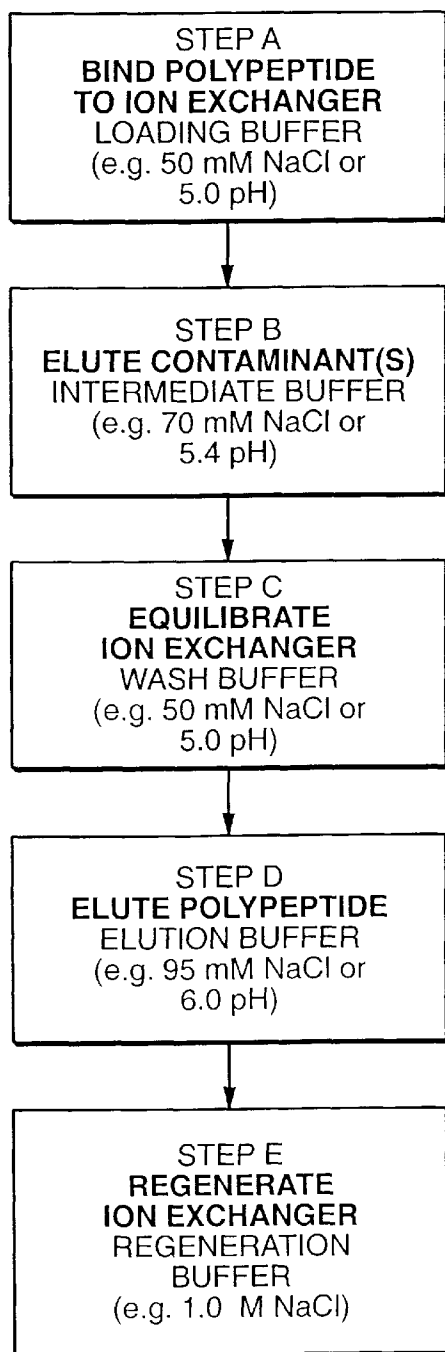 STEP A
BIND POLYPEPTIDE
TO ION EXCHANGER
LOADING BUFFER
(e.g. 50 mM NaCl or
5.0 pH)
STEP B
ELUTE CONTAMINANT(S)
INTERMEDIATE BUFFER
(e.g. 70 mM NaCl or
5.4 pH)
STEP C
EQUILIBRATE
ION EXCHANGER
WASH BUFFER
(e.g. 50 mM NaCl or
5.0 pH)
STEP D
ELUTE POLYPEPTIDE
ELUTION BUFFER
(e.g. 95 mM NaCl or
6.0 pH)
STEP E
REGENERATE
ION EXCHANGER
REGENERATION
BUFFER
(e.g. 1.0 M NaCl)